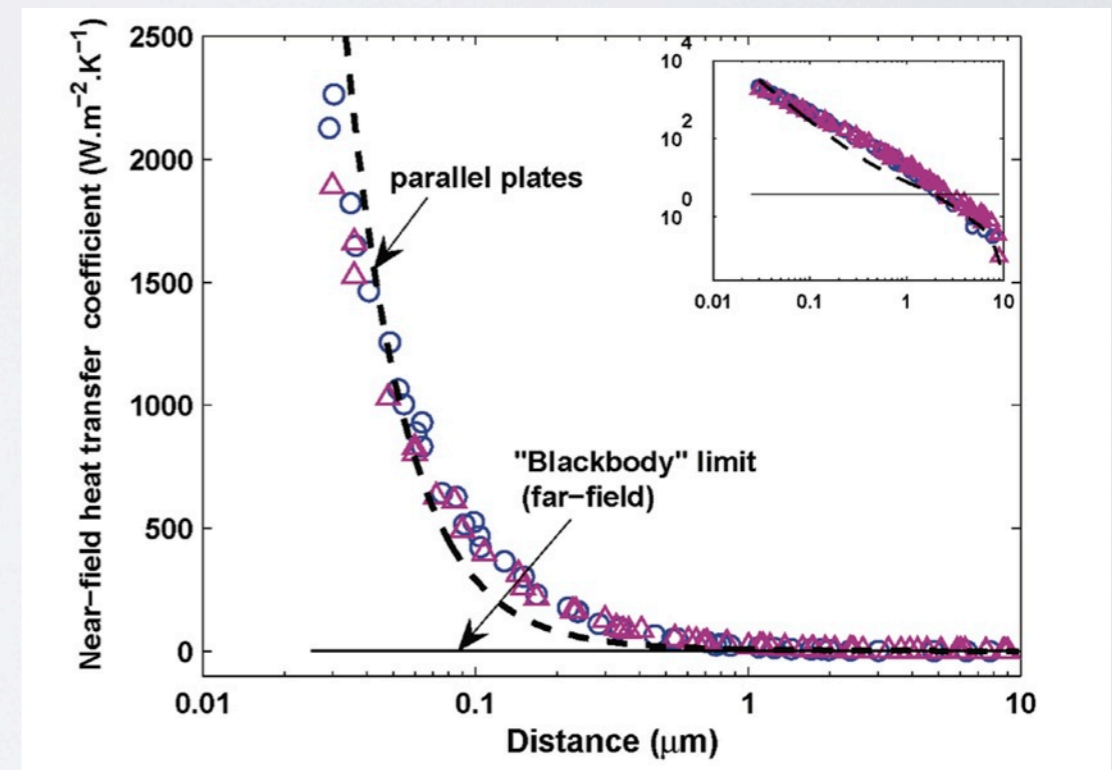 Near-field heat transfer coefficient (W.m⁻².K⁻¹)
2500
2000
1500
1000
500
0
0.01 0.1 1 10
Distance (μm)
parallel plates
"Blackbody" limit
(far-field)
10⁴
10²
10⁰
0.01 0.1 1 10